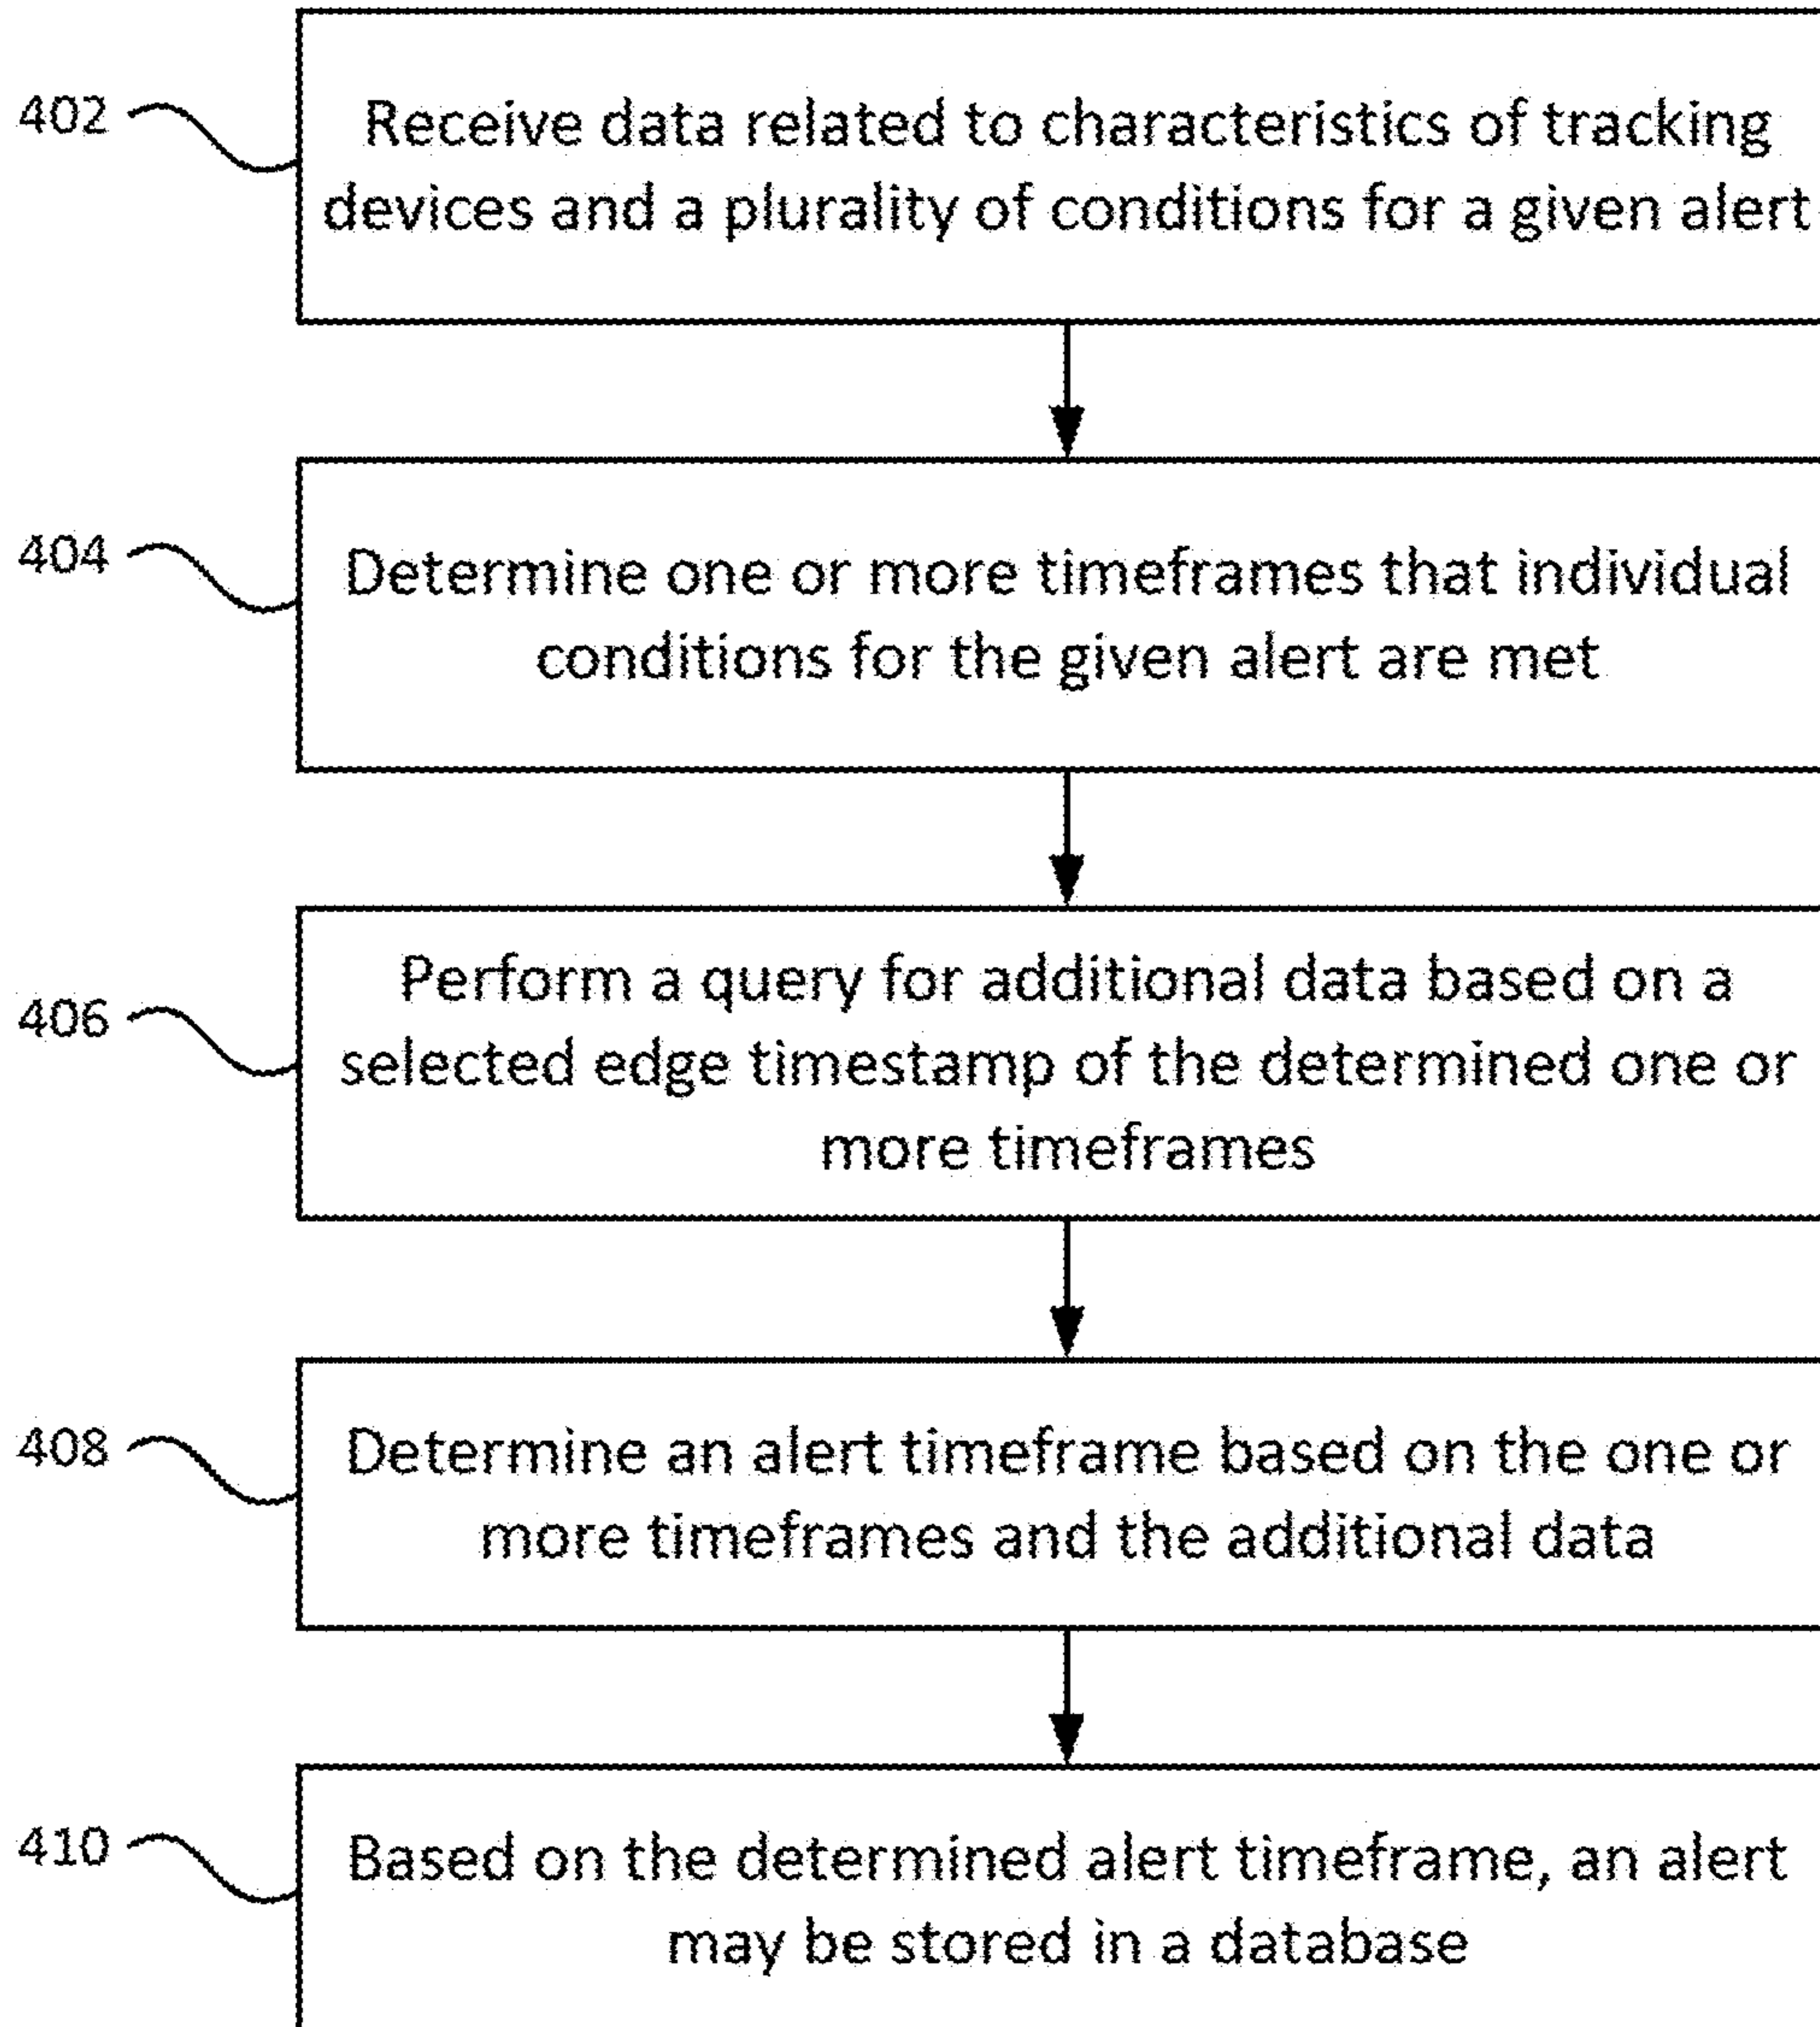 402
Receive data related to characteristics of tracking
devices and a plurality of conditions for a given alert
404
Determine one or more timeframes that individual
conditions for the given alert are met
406
Perform a query for additional data based on a
selected edge timestamp of the determined one or
more timeframes
408
Determine an alert timeframe based on the one or
more timeframes and the additional data
410
Based on the determined alert timeframe, an alert
may be stored in a database